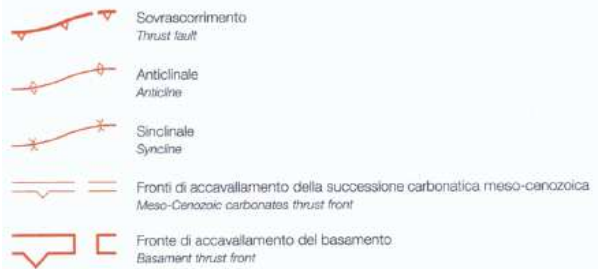 Sovrascorrimento
Thrust fault
Anticlinale
Anticline
Sinclinale
Syncline
Fronti di accavallamento della successione carbonatica meso-cenozoica
Meso-Cenozoic carbonates thrust front
Fronte di accavallamento del basamento
Basament thrust front